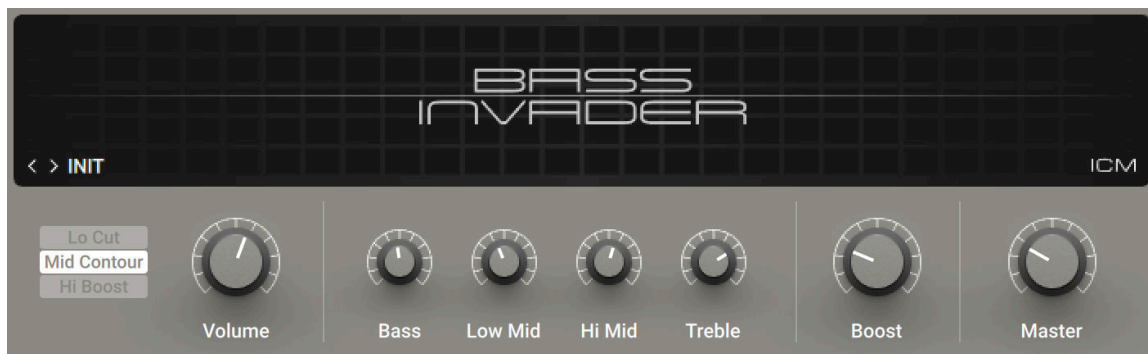 BASS
INVADER
< > INIT
ICM
Lo Cut
Mid Contour
Hi Boost
Volume
Bass
Low Mid
Hi Mid
Treble
Boost
Master